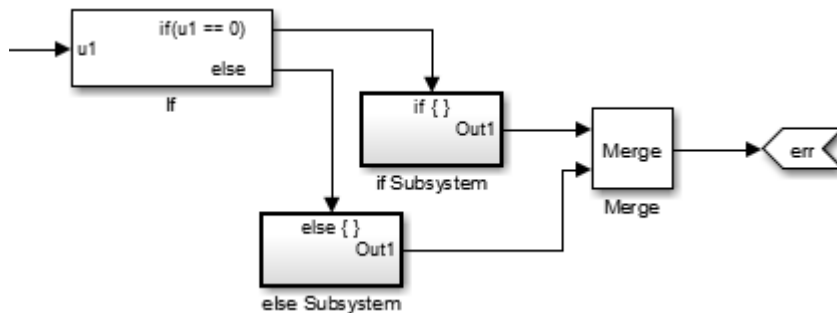 if(u1 == 0)
u1
else
If
if { }
Out1
if Subsystem
Merge
Merge
err
else { }
Out1
else Subsystem